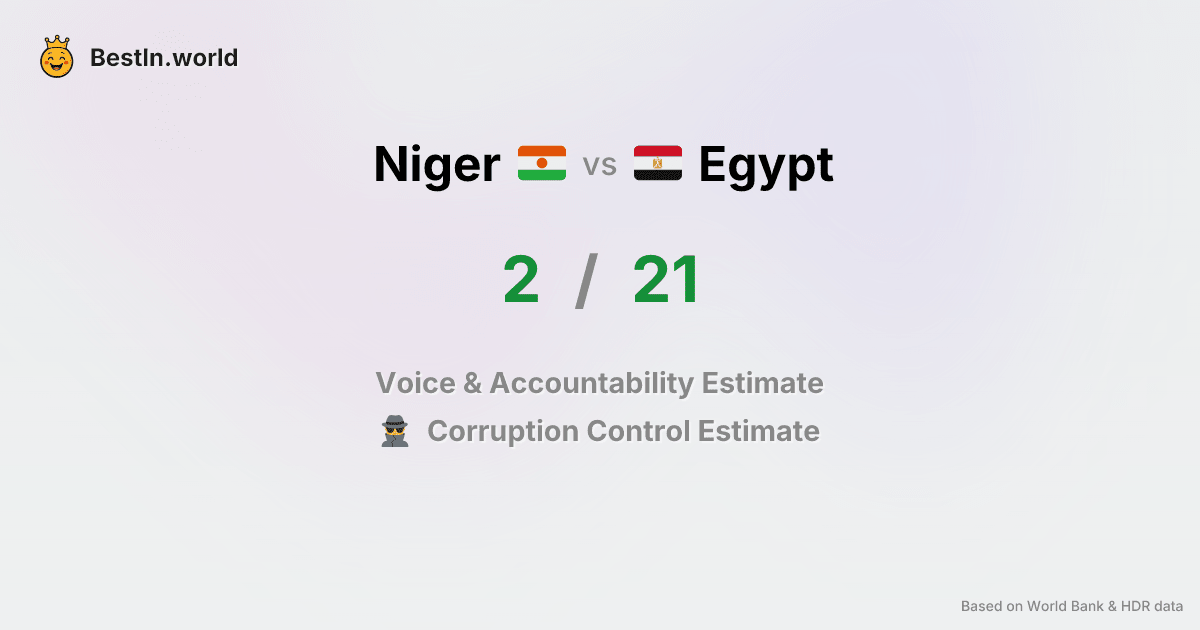 BestIn.world
Niger vs Egypt
2 / 21
Voice & Accountability Estimate
Corruption Control Estimate
Based on World Bank & HDR data